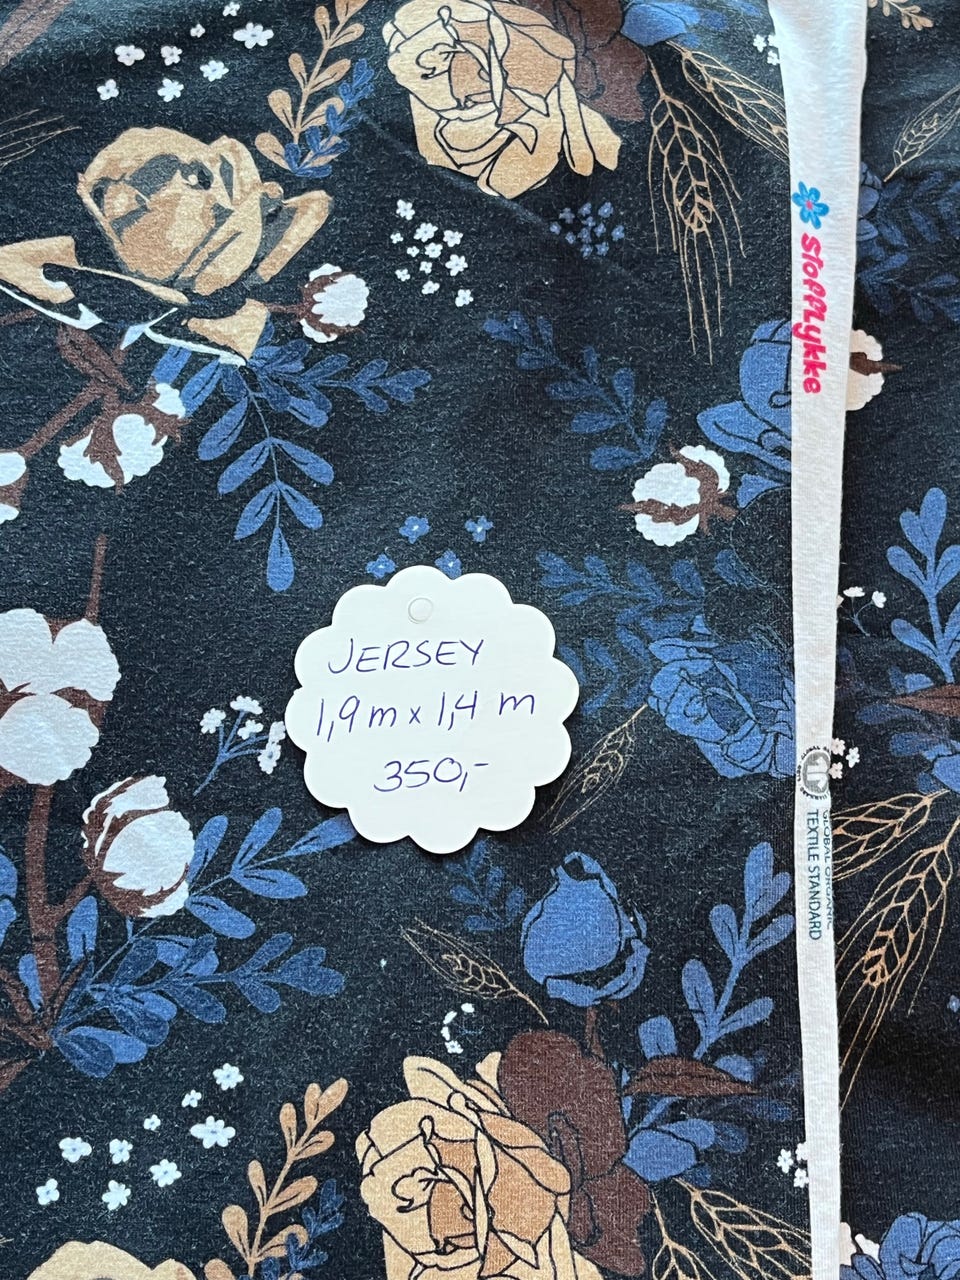 JERSEY
1,9 m x 1,4 m
350,-
StoffLykke
GLOBAL ORGANIC
TEXTILE STANDARD